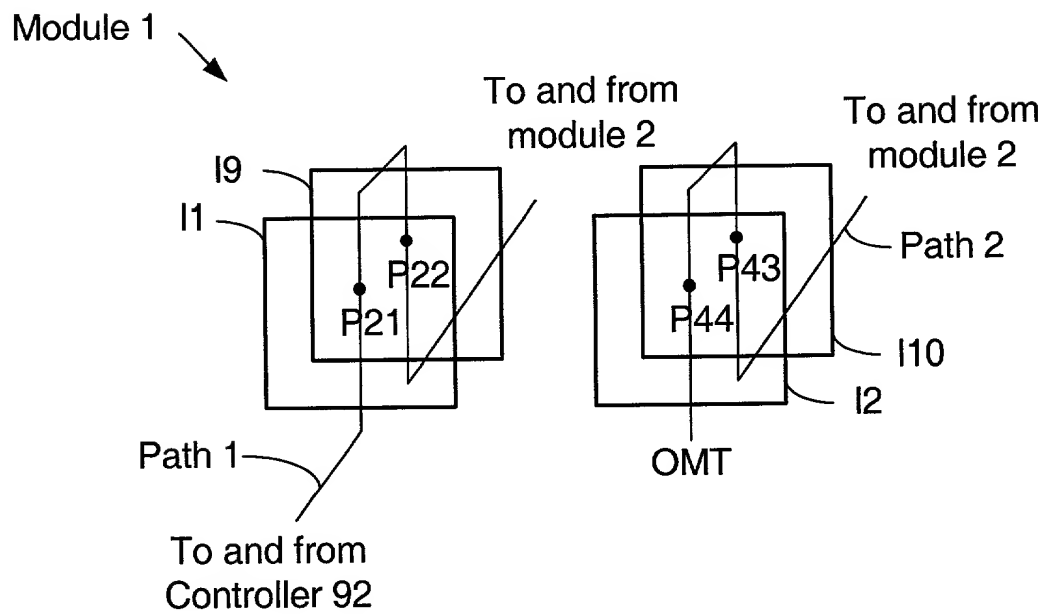 Module 1
To and from
module 2
To and from
module 2
I9
I1
Path 2
P22
P43
P21
P44
I10
I2
Path 1
OMT
To and from
Controller 92